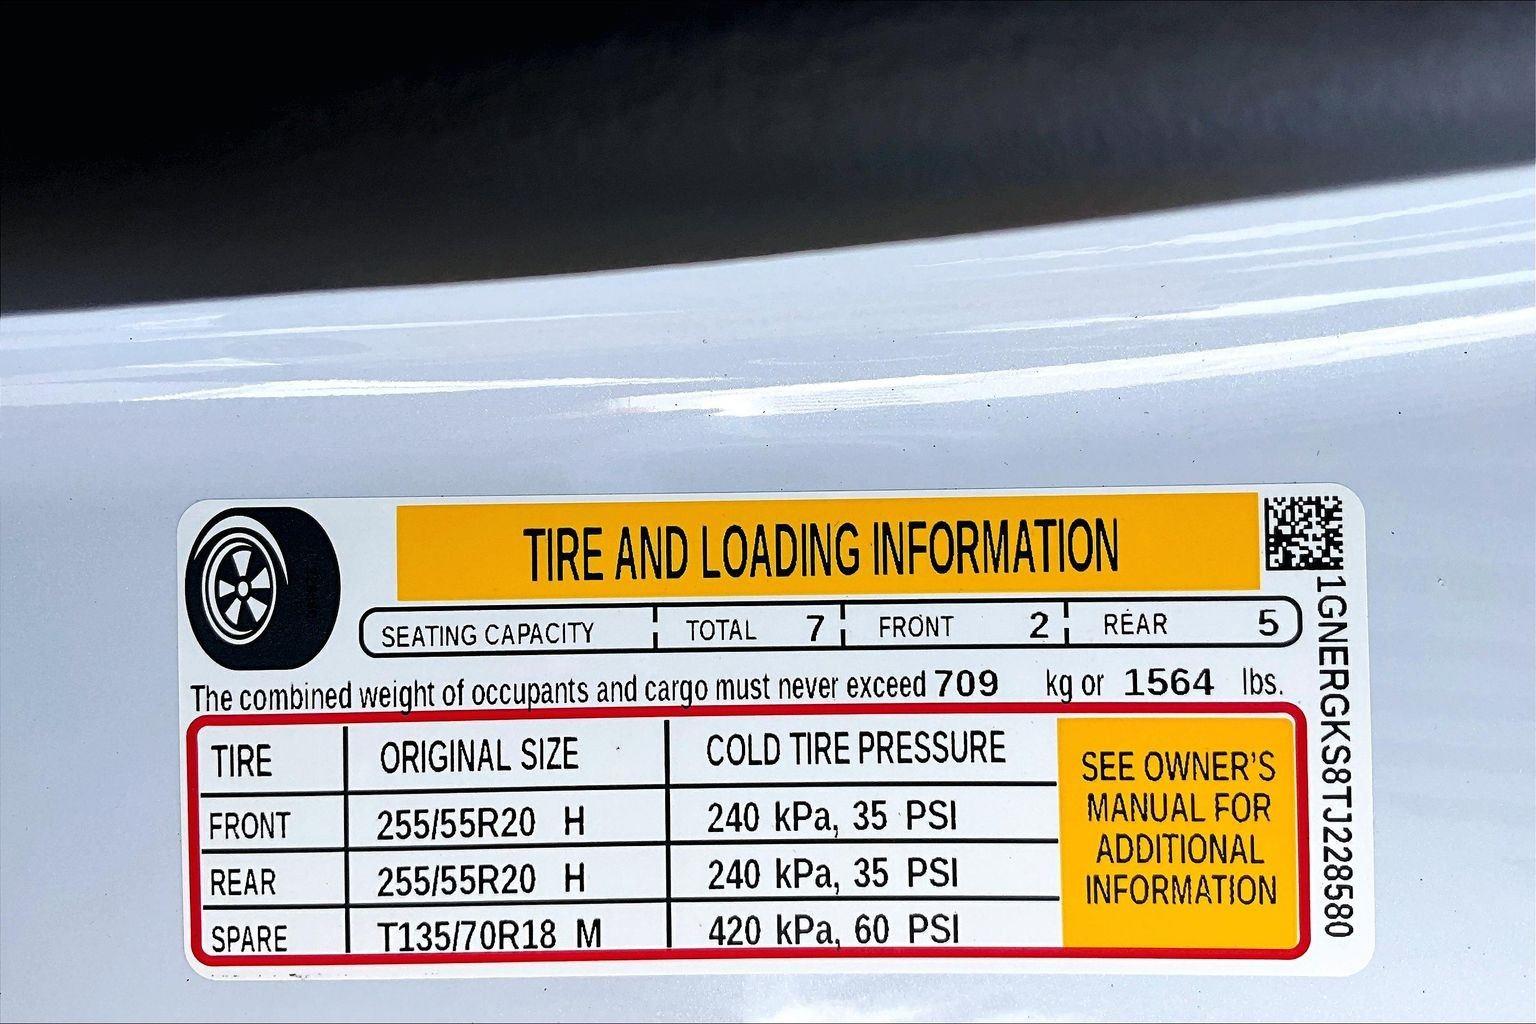 TIRE AND LOADING INFORMATION
SEATING CAPACITY TOTAL 7 FRONT 2 REAR 5
The combined weight of occupants and cargo must never exceed 709 kg or 1564 lbs.
TIRE ORIGINAL SIZE COLD TIRE PRESSURE
FRONT 255/55R20 H 240 kPa, 35 PSI
REAR 255/55R20 H 240 kPa, 35 PSI
SPARE T135/70R18 M 420 kPa, 60 PSI
SEE OWNER'S
MANUAL FOR
ADDITIONAL
INFORMATION
1GNERGKS8TJ228580